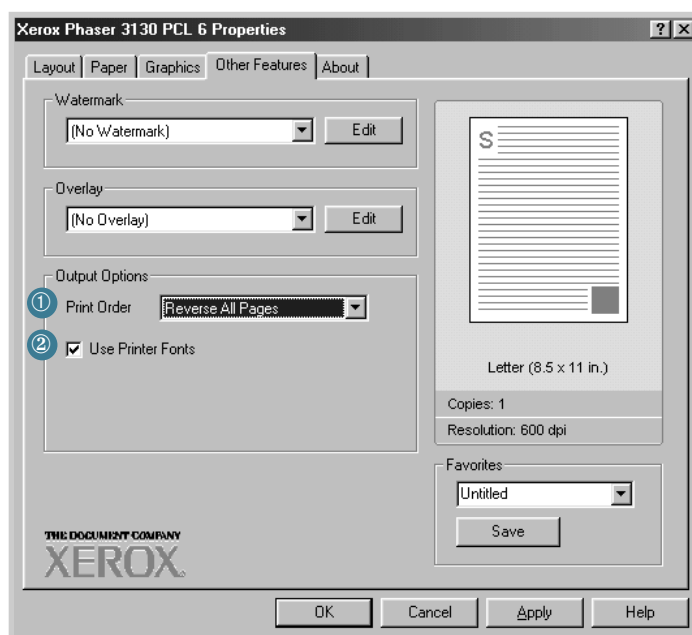 Xerox Phaser 3130 PCL 6 Properties
? X
Layout Paper Graphics Other Features About
Watermark
(No Watermark) Edit
Overlay
(No Overlay) Edit
Output Options
① Print Order Reverse All Pages
② Use Printer Fonts
S
Letter (8.5 x 11 in.)
Copies: 1
Resolution: 600 dpi
Favorites
Untitled
Save
THE DOCUMENT COMPANY
XEROX
OK Cancel Apply Help